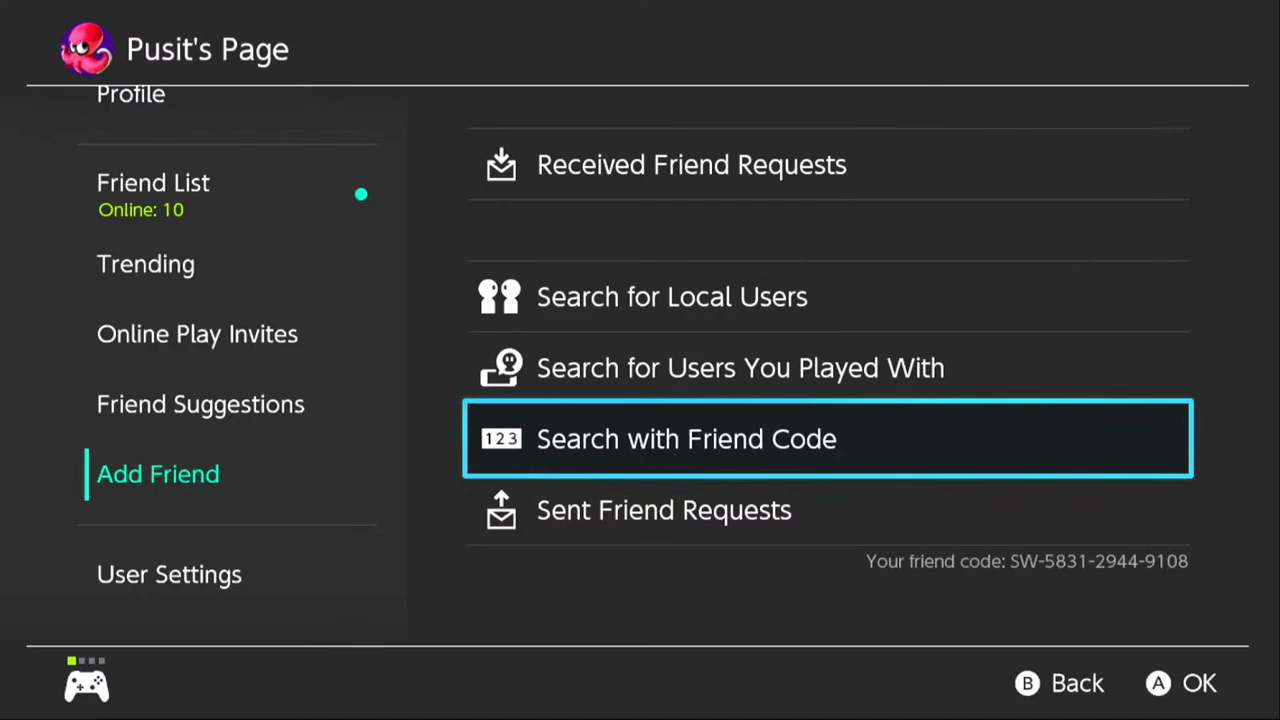 Pusit's Page
Profile
Friend List
Online: 10
Trending
Online Play Invites
Friend Suggestions
Add Friend
User Settings
Received Friend Requests
Search for Local Users
Search for Users You Played With
123 Search with Friend Code
Sent Friend Requests
Your friend code: SW-5831-2944-9108
B Back A OK